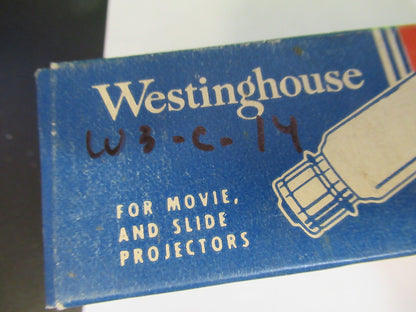 Westinghouse
W3-C-14
FOR MOVIE,
AND SLIDE
PROJECTORS